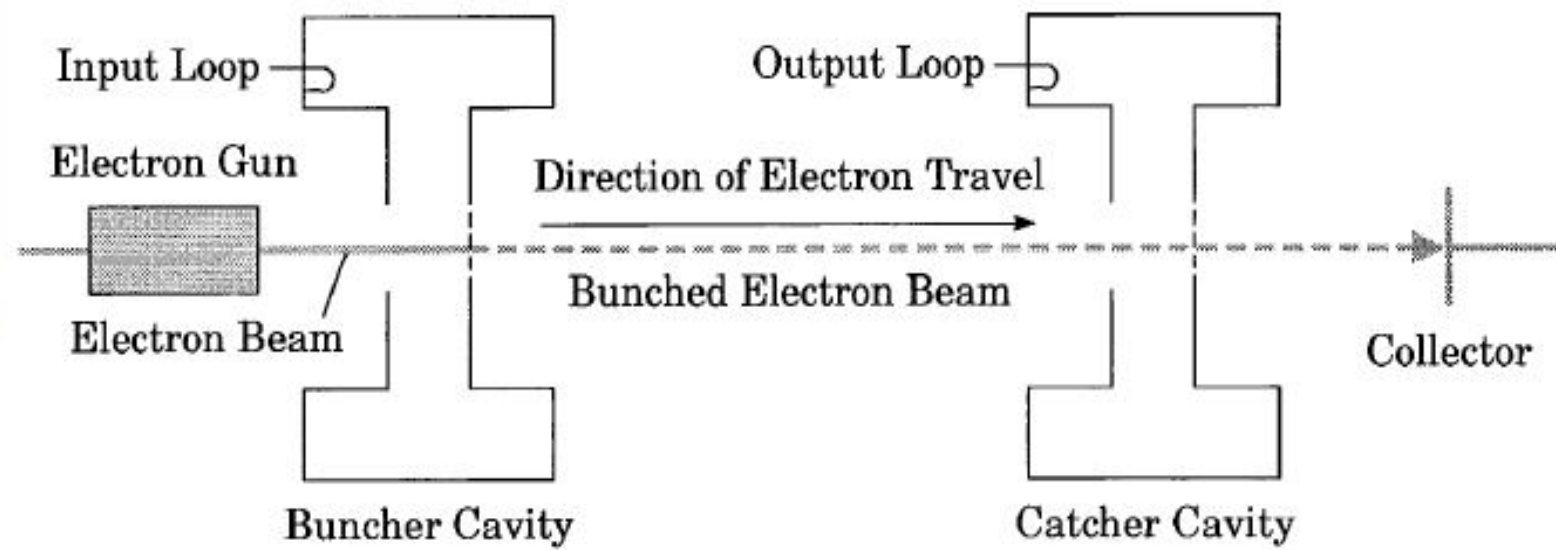 Input Loop
Output Loop
Electron Gun
Direction of Electron Travel
Bunched Electron Beam
Electron Beam
Collector
Buncher Cavity
Catcher Cavity